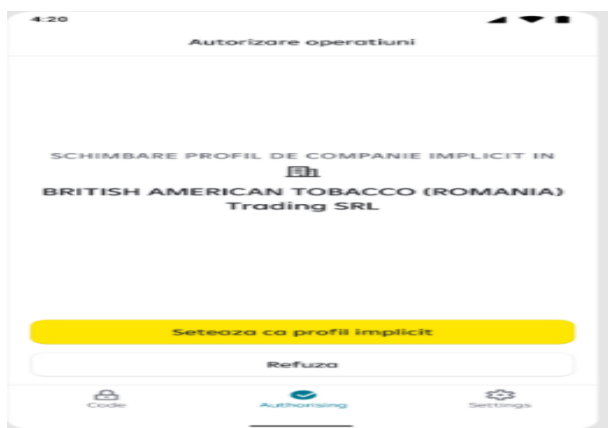 4:20
Autorizare operatiuni
SCHIMBARE PROFIL DE COMPANIE IMPLICIT IN
BRITISH AMERICAN TOBACCO (ROMANIA)
Trading SRL
Seteaza ca profil implicit
Refuza
Code
Authorising
Settings